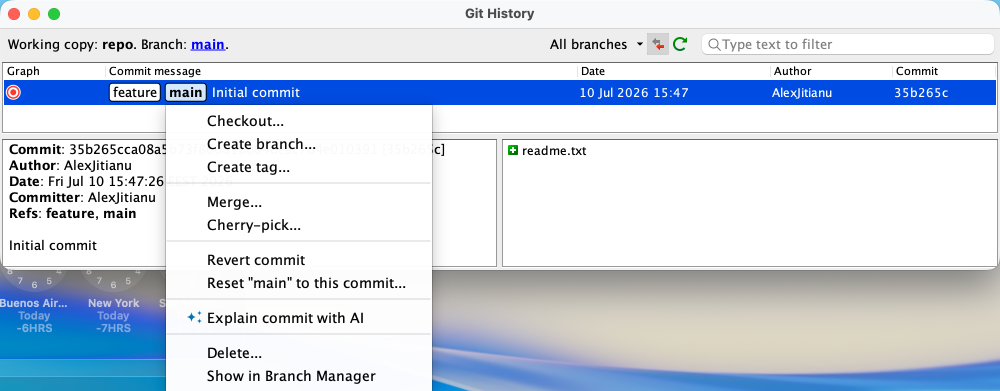 Git History
Working copy: repo. Branch: main.
All branches
Type text to filter
Graph Commit message Date Author Commit
feature main Initial commit 10 Jul 2026 15:47 AlexJitianu 35b265c
Commit: 35b265cca08a5
Author: AlexJitianu
Date: Fri Jul 10 15:47:26
Committer: AlexJitianu
Refs: feature, main
Initial commit
readme.txt
Checkout...
Create branch...
Create tag...
Merge...
Cherry-pick...
Revert commit
Reset "main" to this commit...
Explain commit with AI
Delete...
Show in Branch Manager
Buenos Air... New York
Today Today
-6HRS -7HRS